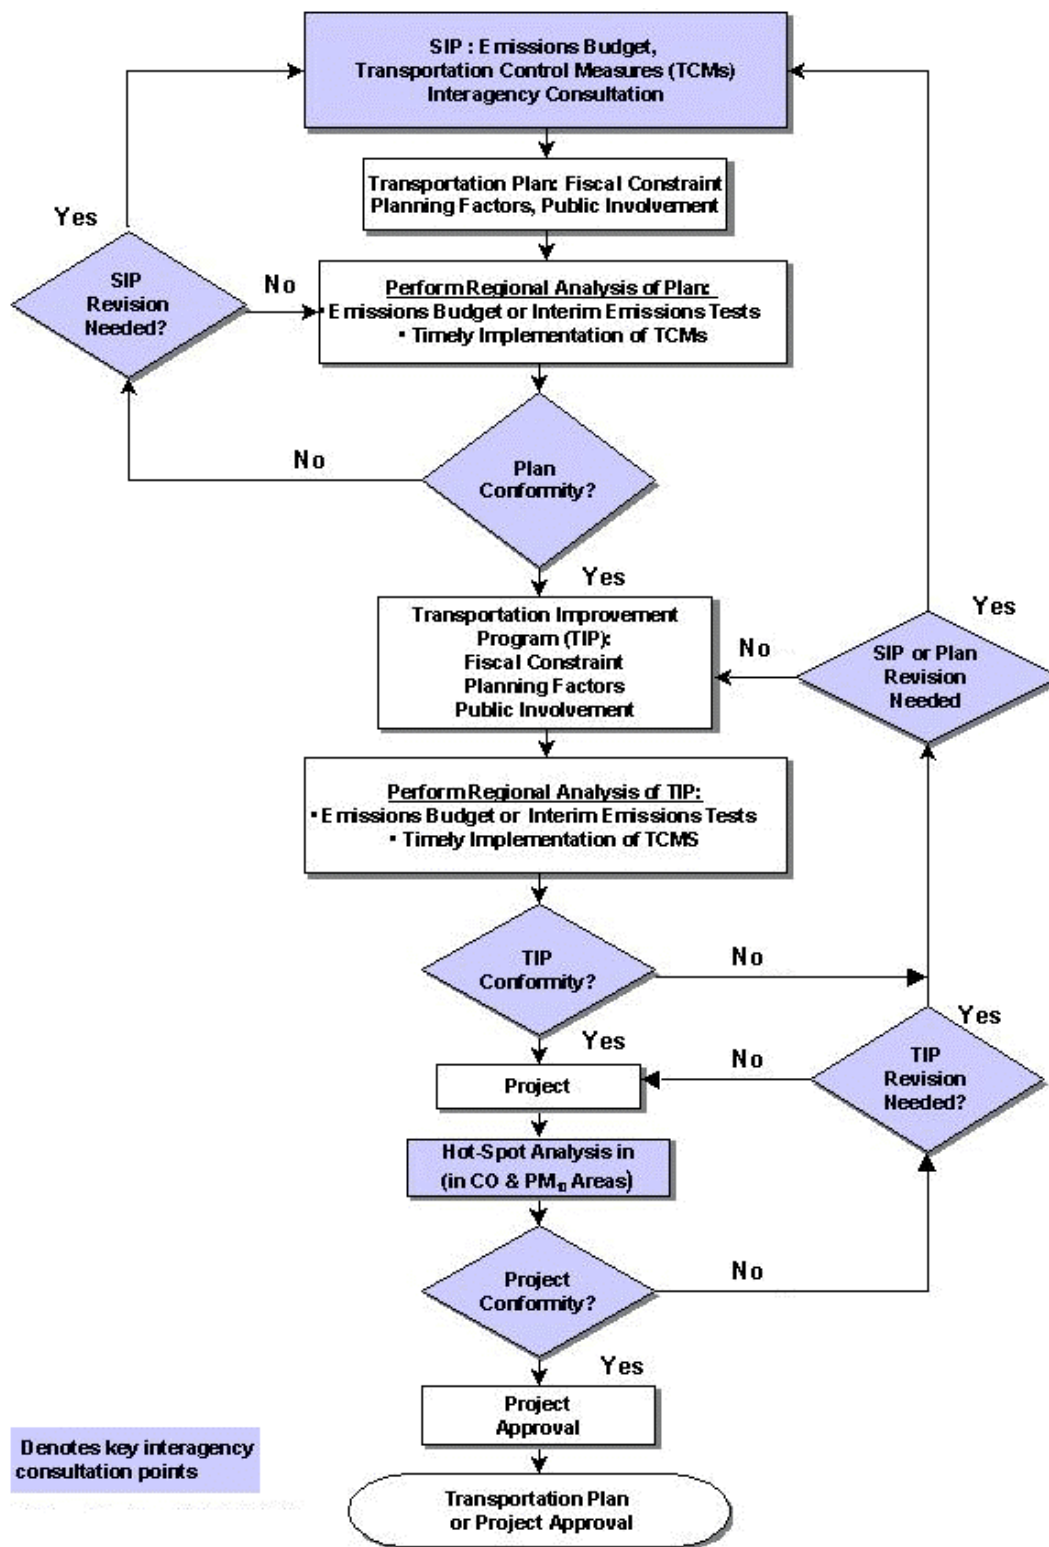 SIP : Emissions Budget,
Transportation Control Measures (TCMs)
Interagency Consultation
Transportation Plan: Fiscal Constraint
Planning Factors, Public Involvement
Yes
SIP
Revision
Needed?
No
Perform Regional Analysis of Plan:
• Emissions Budget or Interim Emissions Tests
• Timely Implementation of TCMs
No
Plan
Conformity?
Yes
Transportation Improvement
Program (TIP):
Fiscal Constraint
Planning Factors
Public Involvement
No
Yes
SIP or Plan
Revision
Needed
Perform Regional Analysis of TIP:
• Emissions Budget or Interim Emissions Tests
• Timely Implementation of TCMS
TIP
Conformity?
No
Yes
Yes
TIP
Revision
Needed?
No
Project
Hot-Spot Analysis in
(in CO & PM₁₀ Areas)
Project
Conformity?
No
Yes
Project
Approval
Denotes key interagency
consultation points
Transportation Plan
or Project Approval